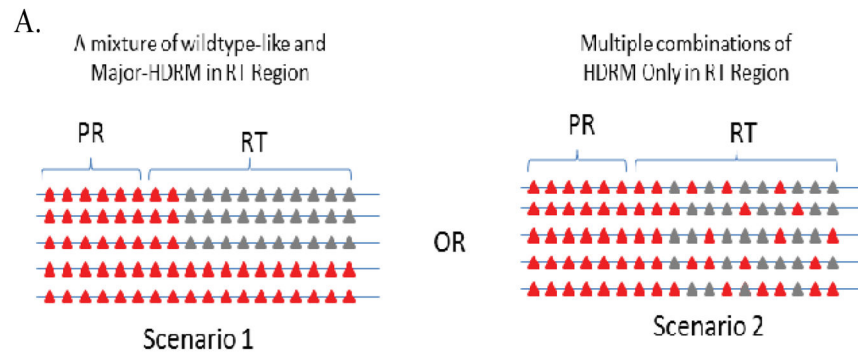 A.
A mixture of wildtype-like and
Major-HDRM in RT Region
PR
RT
Scenario 1
OR
Multiple combinations of
HDRM Only in RT Region
PR
RT
Scenario 2